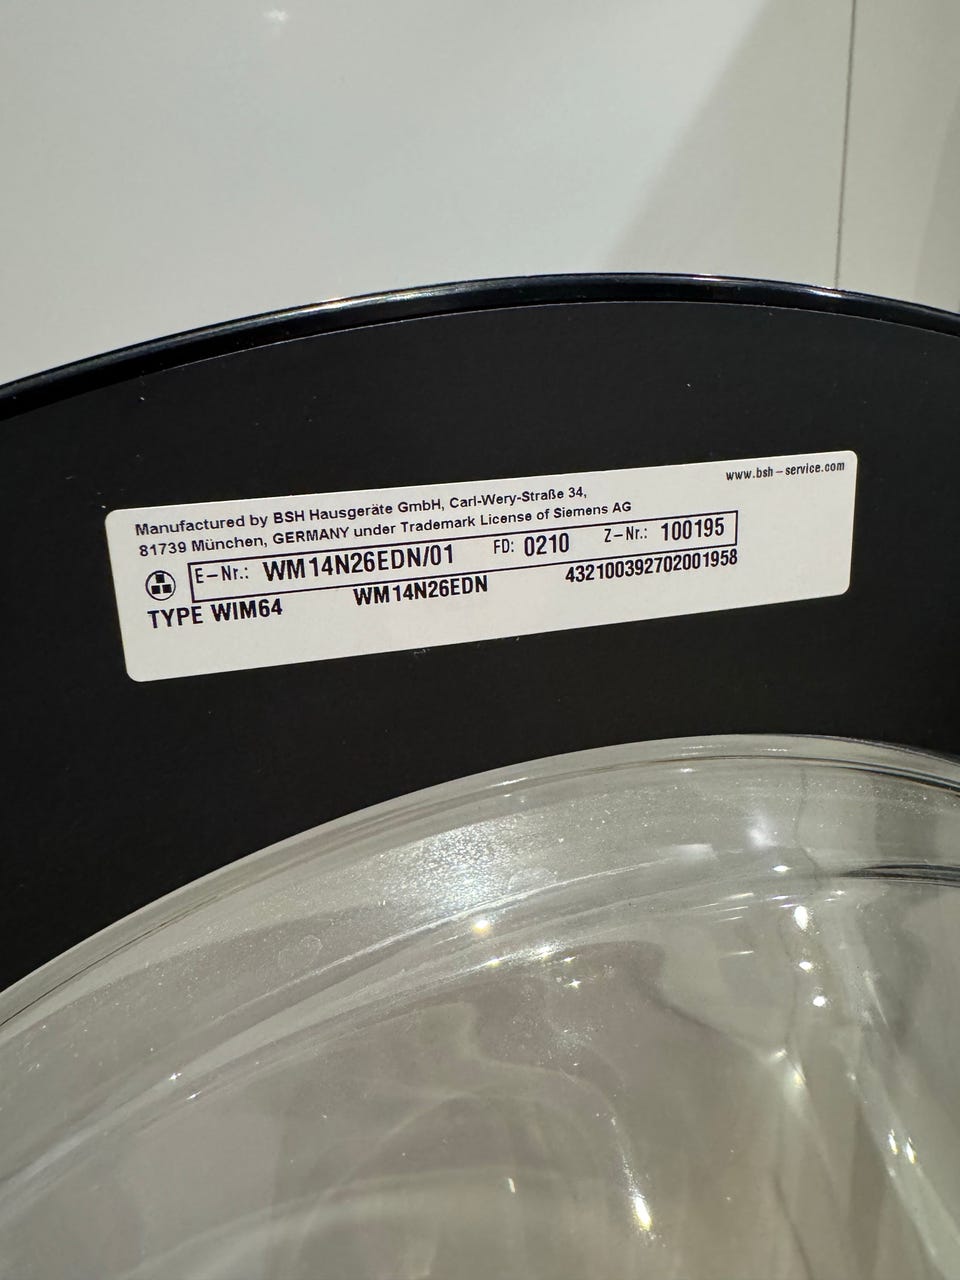 www.bsh-service.com
Manufactured by BSH Hausgeräte GmbH, Carl-Wery-Straße 34,
81739 München, GERMANY under Trademark License of Siemens AG
E-Nr.: WM14N26EDN/01 FD: 0210 Z-Nr.: 100195
TYPE WIM64 WM14N26EDN 432100392702001958